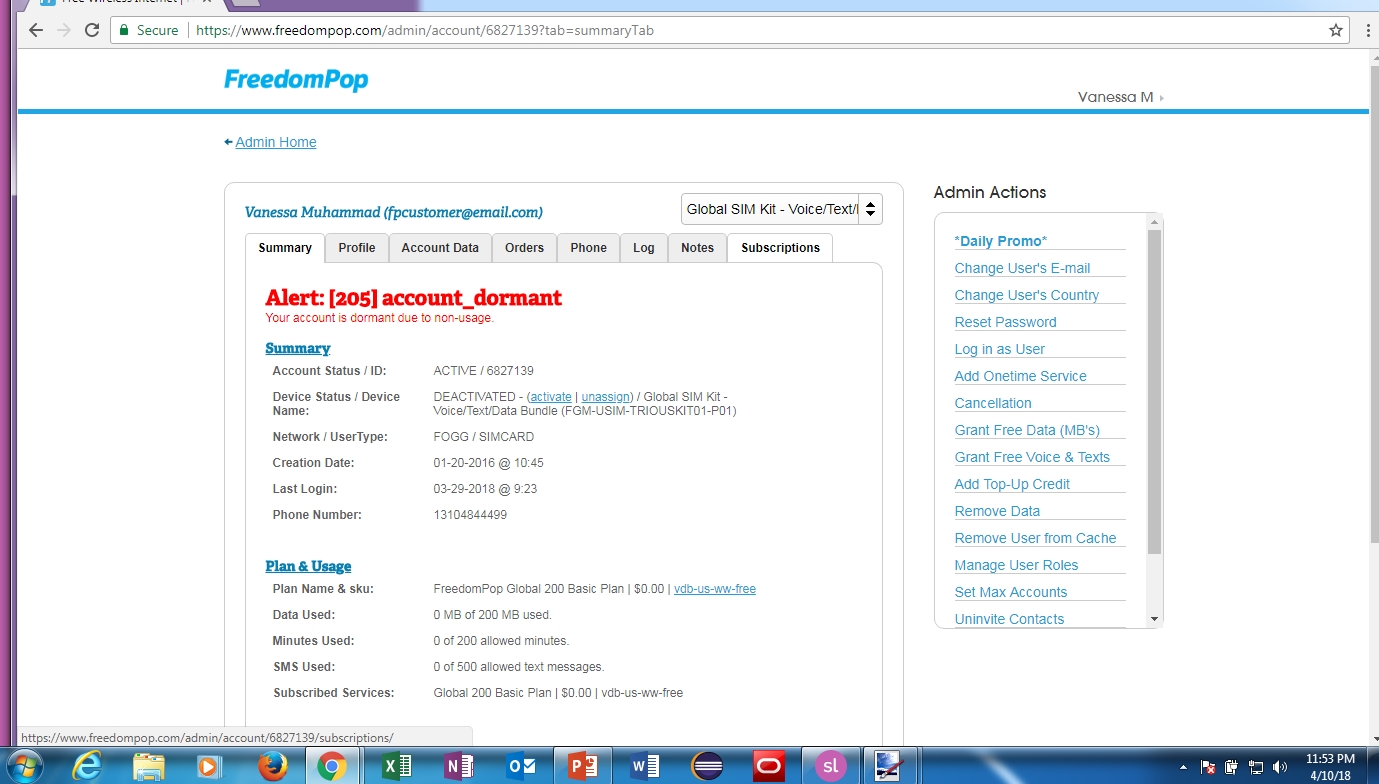 Free Wireless Internet |
Secure https://www.freedompop.com/admin/account/6827139?tab=summaryTab
FreedomPop
Vanessa M
Admin Home
Vanessa Muhammad (fpcustomer@email.com)
Global SIM Kit - Voice/Text/
Summary Profile Account Data Orders Phone Log Notes Subscriptions
Alert: [205] account_dormant
Your account is dormant due to non-usage.
Summary
Account Status / ID: ACTIVE / 6827139
Device Status / Device DEACTIVATED - (activate | unassign) / Global SIM Kit -
Name: Voice/Text/Data Bundle (FGM-USIM-TRIOUSKIT01-P01)
Network / UserType: FOGG / SIMCARD
Creation Date: 01-20-2016 @ 10:45
Last Login: 03-29-2018 @ 9:23
Phone Number: 13104844499
Plan & Usage
Plan Name & sku: FreedomPop Global 200 Basic Plan | $0.00 | vdb-us-ww-free
Data Used: 0 MB of 200 MB used.
Minutes Used: 0 of 200 allowed minutes.
SMS Used: 0 of 500 allowed text messages.
Subscribed Services: Global 200 Basic Plan | $0.00 | vdb-us-ww-free
Admin Actions
*Daily Promo*
Change User's E-mail
Change User's Country
Reset Password
Log in as User
Add Onetime Service
Cancellation
Grant Free Data (MB's)
Grant Free Voice & Texts
Add Top-Up Credit
Remove Data
Remove User from Cache
Manage User Roles
Set Max Accounts
Uninvite Contacts
https://www.freedompop.com/admin/account/6827139/subscriptions/
sl
11:53 PM
4/10/18